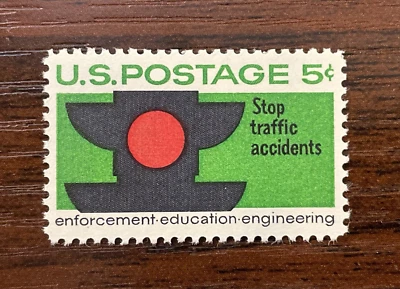 U.S. POSTAGE 5¢
Stop
traffic
accidents
enforcement·education·engineering